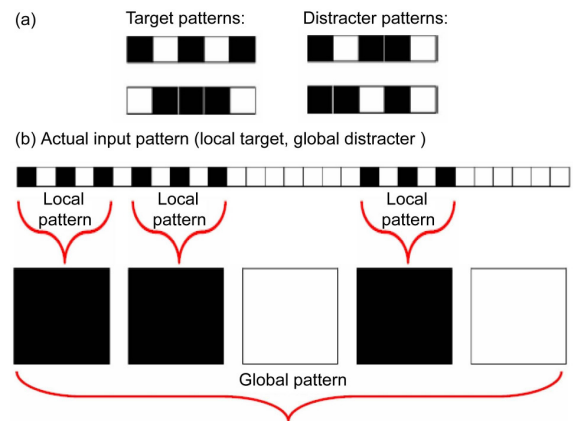 (a) Target patterns: Distracter patterns:
(b) Actual input pattern (local target, global distracter )
Local pattern Local pattern Local pattern
Global pattern